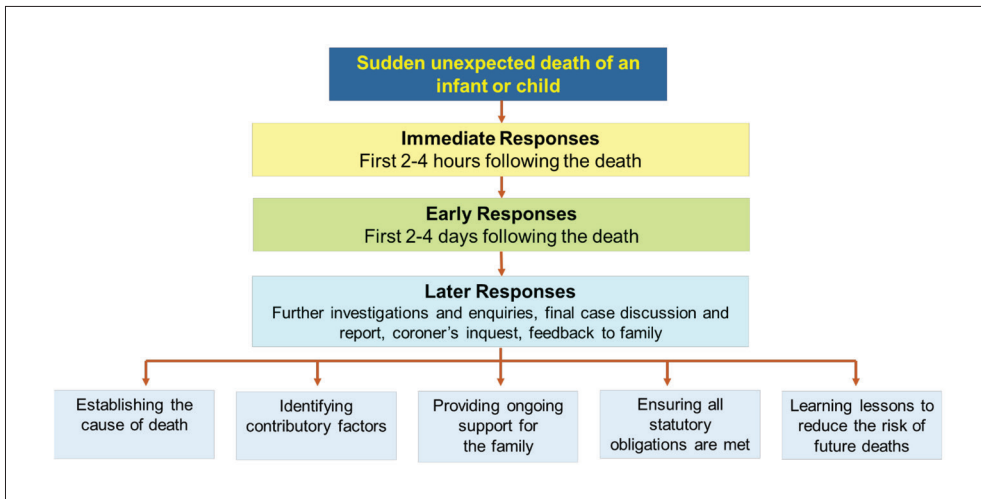 Sudden unexpected death of an
infant or child
Immediate Responses
First 2-4 hours following the death
Early Responses
First 2-4 days following the death
Later Responses
Further investigations and enquiries, final case discussion and
report, coroner's inquest, feedback to family
Establishing the
cause of death
Identifying
contributory factors
Providing ongoing
support for
the family
Ensuring all
statutory
obligations are met
Learning lessons to
reduce the risk of
future deaths